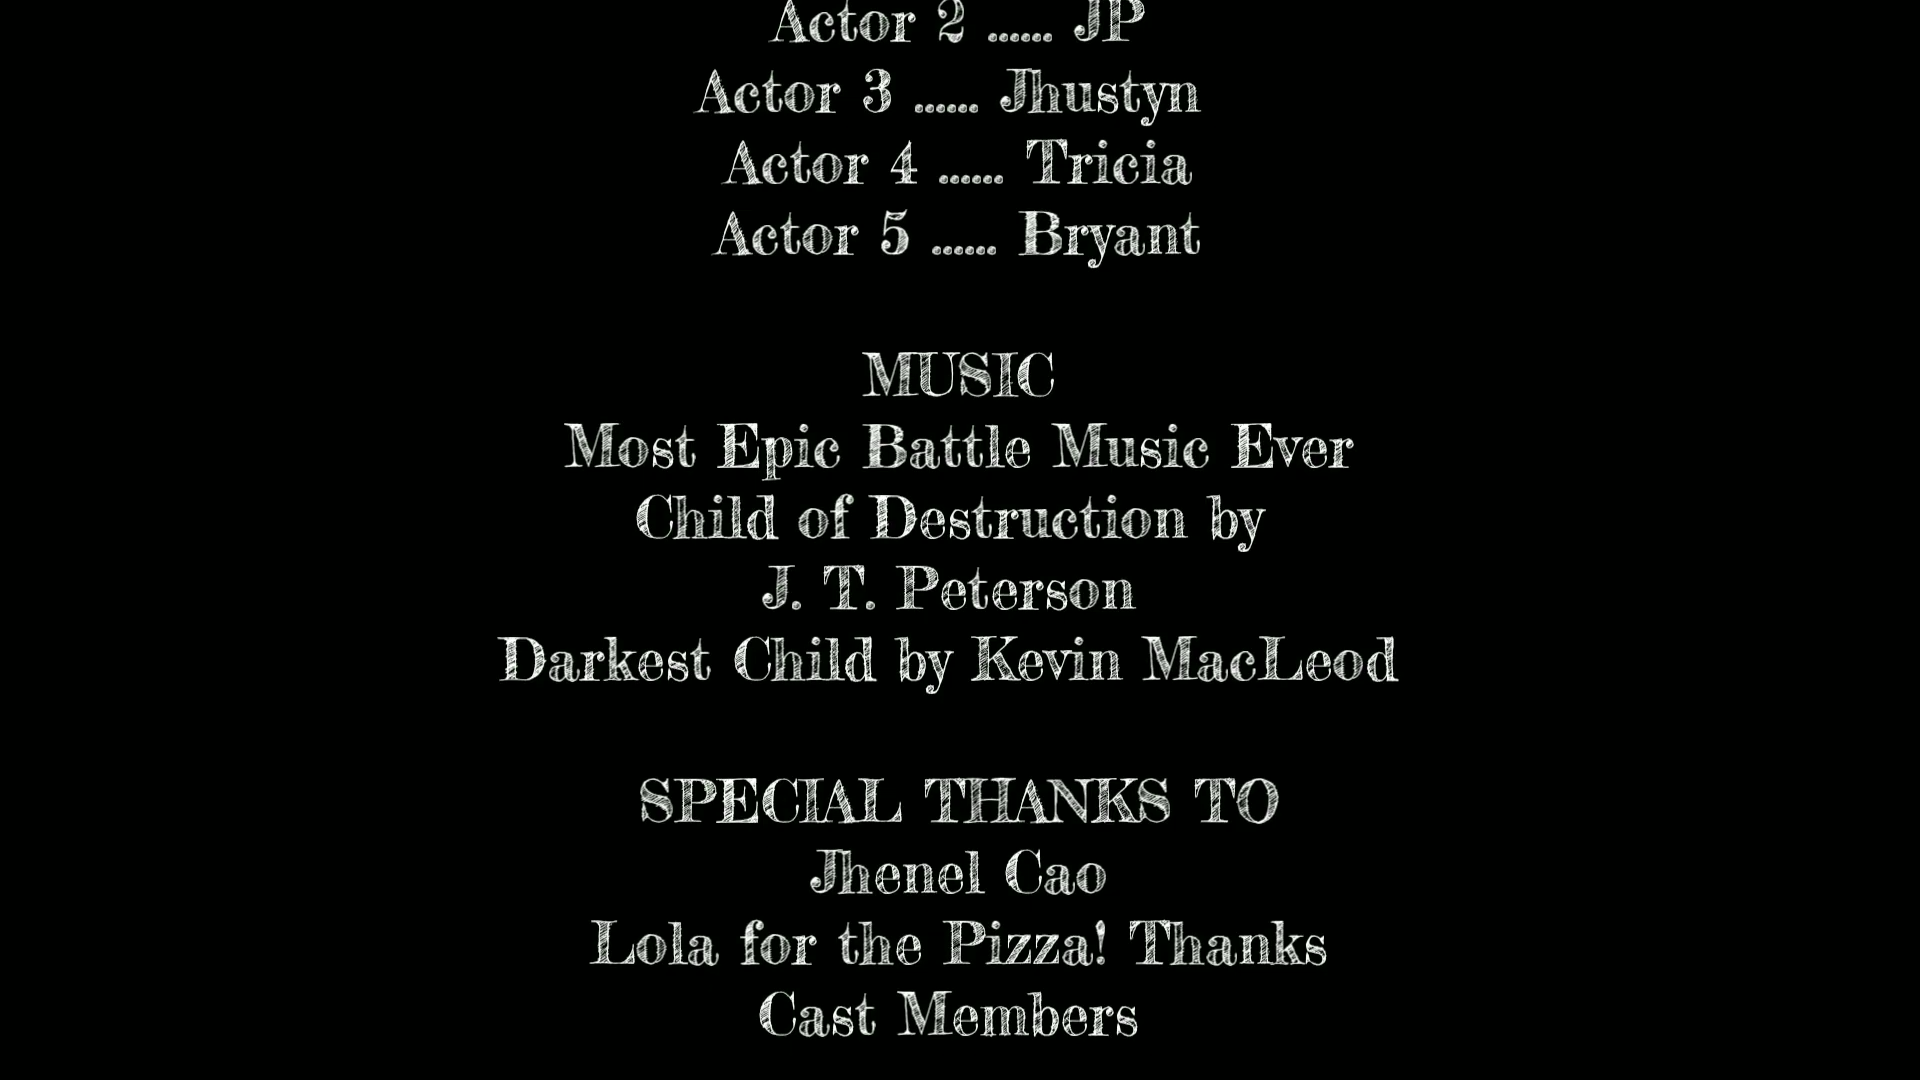 Actor 2 ...... JP
Actor 3 ...... Jhustyn
Actor 4 ...... Tricia
Actor 5 ...... Bryant
MUSIC
Most Epic Battle Music Ever
Child of Destruction by
J. T. Peterson
Darkest Child by Kevin MacLeod
SPECIAL THANKS TO
Jhenel Cao
Lola for the Pizza! Thanks
Cast Members